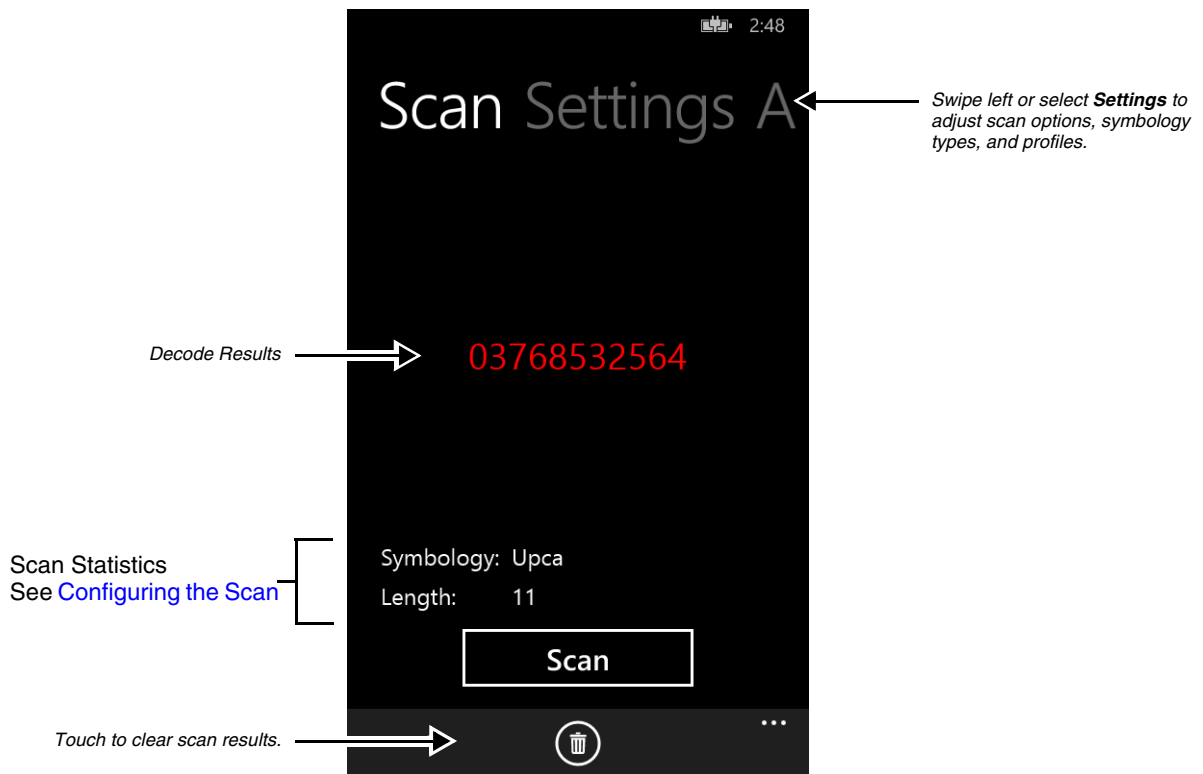 2:48
Scan Settings A
Swipe left or select Settings to
adjust scan options, symbology
types, and profiles.
Decode Results
03768532564
Scan Statistics
See Configuring the Scan
Symbology: Upca
Length: 11
Scan
Touch to clear scan results.